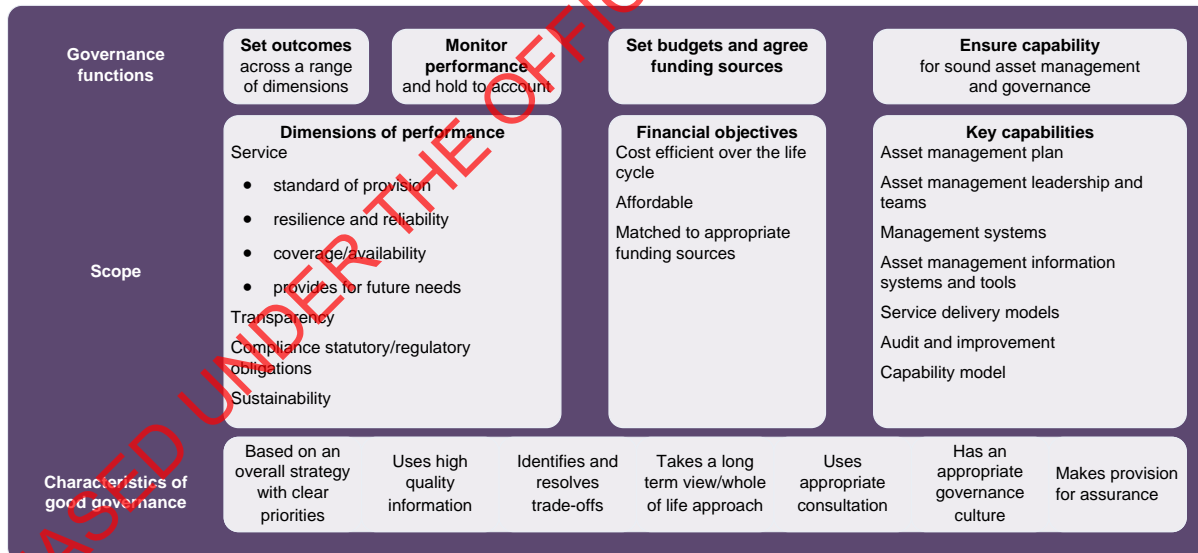 Governance
functions
Set outcomes
across a range
of dimensions
Monitor
performance
and hold to account
Set budgets and agree
funding sources
Ensure capability
for sound asset management
and governance
Scope
Dimensions of performance
Service
• standard of provision
• resilience and reliability
• coverage/availability
• provides for future needs
Transparency
Compliance statutory/regulatory
obligations
Sustainability
Financial objectives
Cost efficient over the life
cycle
Affordable
Matched to appropriate
funding sources
Key capabilities
Asset management plan
Asset management leadership and
teams
Management systems
Asset management information
systems and tools
Service delivery models
Audit and improvement
Capability model
Characteristics of
good governance
Based on an
overall strategy
with clear
priorities
Uses high
quality
information
Identifies and
resolves
trade-offs
Takes a long
term view/whole
of life approach
Uses
appropriate
consultation
Has an
appropriate
governance
culture
Makes provision
for assurance
ASED UNDER THE OFFIC